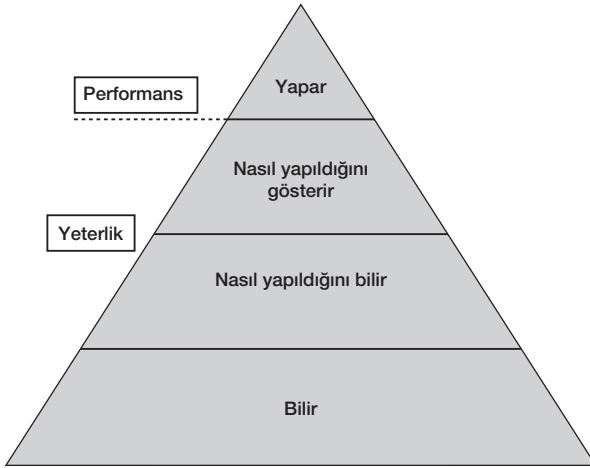 Yapar
Performans
Nasıl yapıldığını
gösterir
Yeterlik
Nasıl yapıldığını bilir
Bilir